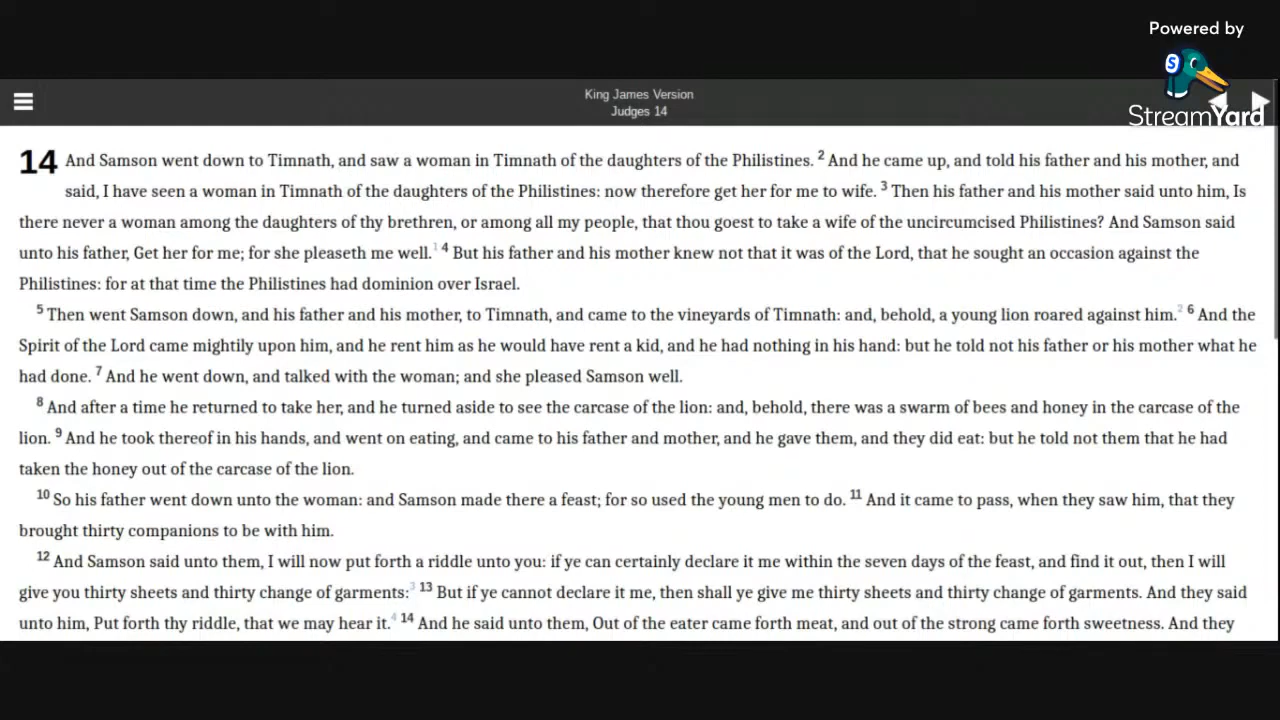 Powered by
S
StreamYard
King James Version
Judges 14
14 And Samson went down to Timnath, and saw a woman in Timnath of the daughters of the Philistines. 2 And he came up, and told his father and his mother, and
said, I have seen a woman in Timnath of the daughters of the Philistines: now therefore get her for me to wife. 3 Then his father and his mother said unto him, Is
there never a woman among the daughters of thy brethren, or among all my people, that thou goest to take a wife of the uncircumcised Philistines? And Samson said
unto his father, Get her for me; for she pleaseth me well.1 4 But his father and his mother knew not that it was of the Lord, that he sought an occasion against the
Philistines: for at that time the Philistines had dominion over Israel.
5 Then went Samson down, and his father and his mother, to Timnath, and came to the vineyards of Timnath: and, behold, a young lion roared against him.2 6 And the
Spirit of the Lord came mightily upon him, and he rent him as he would have rent a kid, and he had nothing in his hand: but he told not his father or his mother what he
had done. 7 And he went down, and talked with the woman; and she pleased Samson well.
8 And after a time he returned to take her, and he turned aside to see the carcase of the lion: and, behold, there was a swarm of bees and honey in the carcase of the
lion. 9 And he took thereof in his hands, and went on eating, and came to his father and mother, and he gave them, and they did eat: but he told not them that he had
taken the honey out of the carcase of the lion.
10 So his father went down unto the woman: and Samson made there a feast; for so used the young men to do. 11 And it came to pass, when they saw him, that they
brought thirty companions to be with him.
12 And Samson said unto them, I will now put forth a riddle unto you: if ye can certainly declare it me within the seven days of the feast, and find it out, then I will
give you thirty sheets and thirty change of garments:3 13 But if ye cannot declare it me, then shall ye give me thirty sheets and thirty change of garments. And they said
unto him, Put forth thy riddle, that we may hear it.4 14 And he said unto them, Out of the eater came forth meat, and out of the strong came forth sweetness. And they